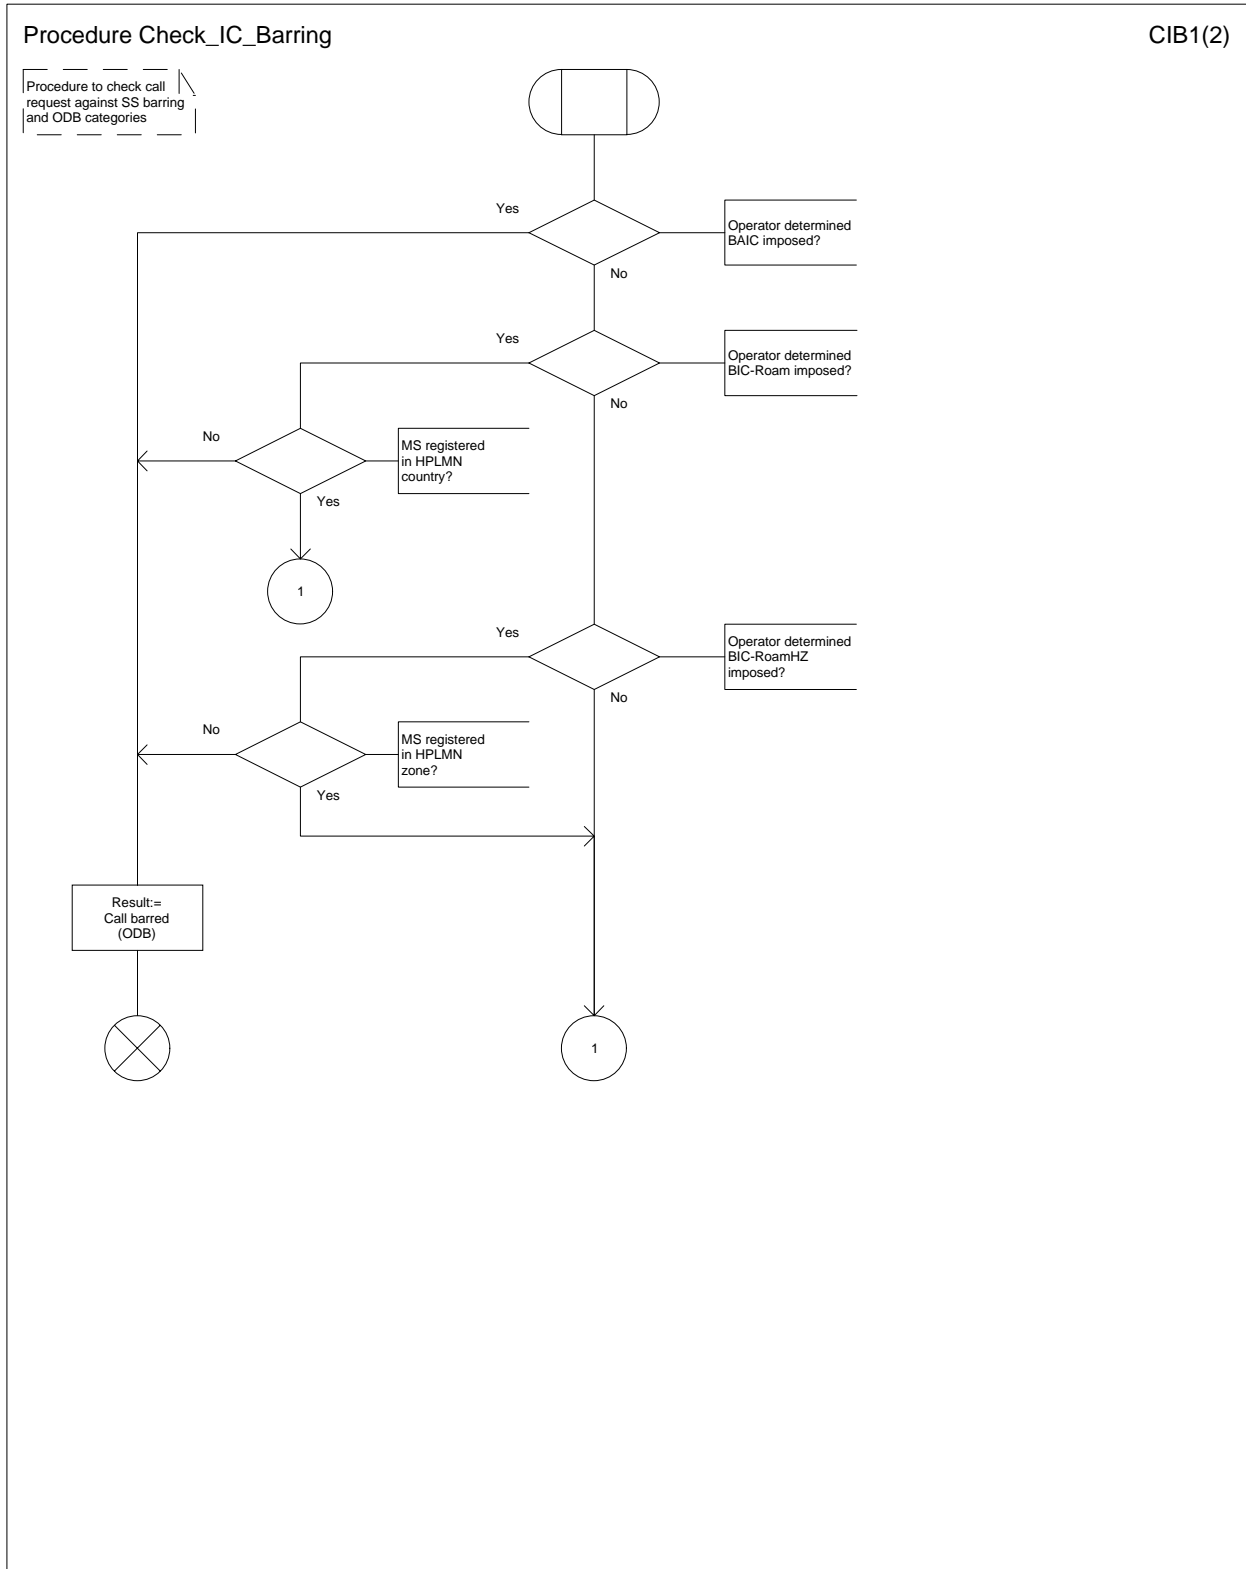 Procedure Check_IC_Barring
CIB1(2)
Procedure to check call
request against SS barring
and ODB categories
Yes
Operator determined
BAIC imposed?
No
Yes
Operator determined
BIC-Roam imposed?
No
No
MS registered
in HPLMN
country?
Yes
1
Yes
Operator determined
BIC-RoamHZ
imposed?
No
No
MS registered
in HPLMN
zone?
Yes
Result:=
Call barred
(ODB)
1